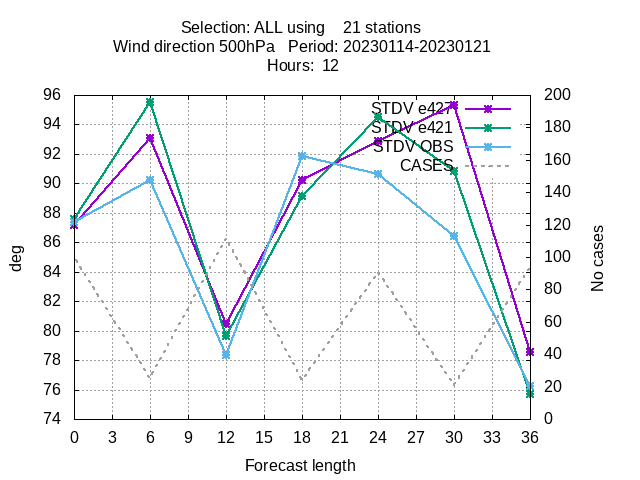 Selection: ALL using    21 stations
Wind direction 500hPa   Period: 20230114-20230121
Hours:  12
STDV e427
STDV e421
STDV OBS
CASES
96
94
92
90
88
86
84
82
80
78
76
74
200
180
160
140
120
100
80
60
40
20
0
deg
No cases
0 3 6 9 12 15 18 21 24 27 30 33 36
Forecast length